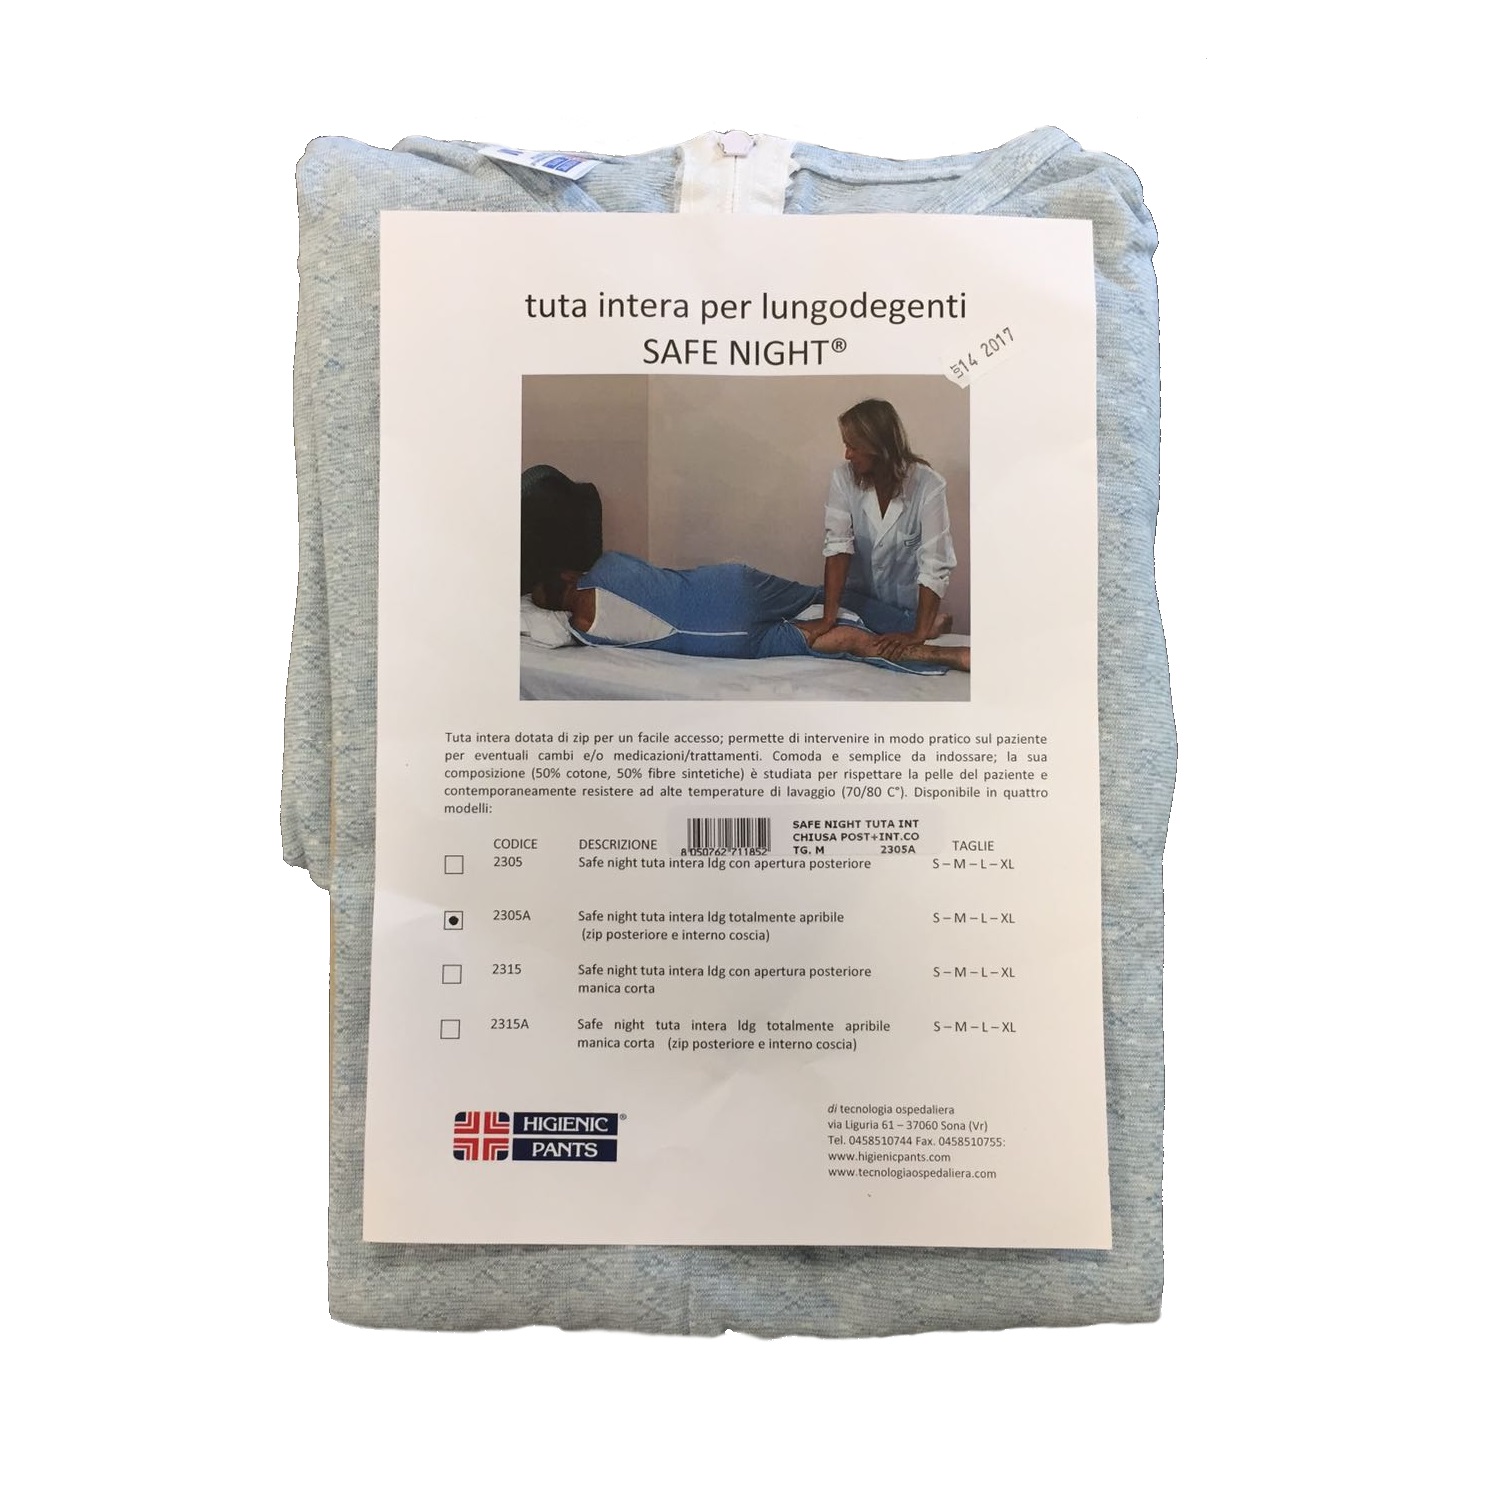 tuta intera per lungodegenti
SAFE NIGHT®
14 2017
Tuta intera dotata di zip per un facile accesso; permette di intervenire in modo pratico sul paziente
per eventuali cambi e/o medicazioni/trattamenti. Comoda e semplice da indossare; la sua
composizione (50% cotone, 50% fibre sintetiche) è studiata per rispettare la pelle del paziente e
contemporaneamente resistere ad alte temperature di lavaggio (70/80 C°). Disponibile in quattro
modelli:
SAFE NIGHT TUTA INT
CHIUSA POST+INT.CO
TG. M 2305A
8 050762 711852
CODICE DESCRIZIONE TAGLIE
2305 Safe night tuta intera ldg con apertura posteriore S – M – L – XL
2305A Safe night tuta intera ldg totalmente apribile S – M – L – XL
(zip posteriore e interno coscia)
2315 Safe night tuta intera ldg con apertura posteriore S – M – L – XL
manica corta
2315A Safe night tuta intera ldg totalmente apribile S – M – L – XL
manica corta (zip posteriore e interno coscia)
HIGIENIC ®
PANTS
di tecnologia ospedaliera
via Liguria 61 – 37060 Sona (Vr)
Tel. 0458510744 Fax. 0458510755:
www.higienicpants.com
www.tecnologiaospedaliera.com